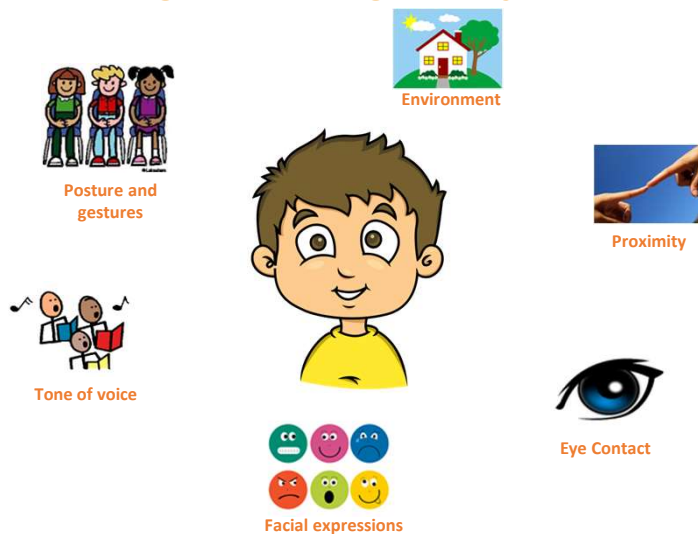 Environment
Posture and
gestures
Proximity
Tone of voice
Eye Contact
Facial expressions